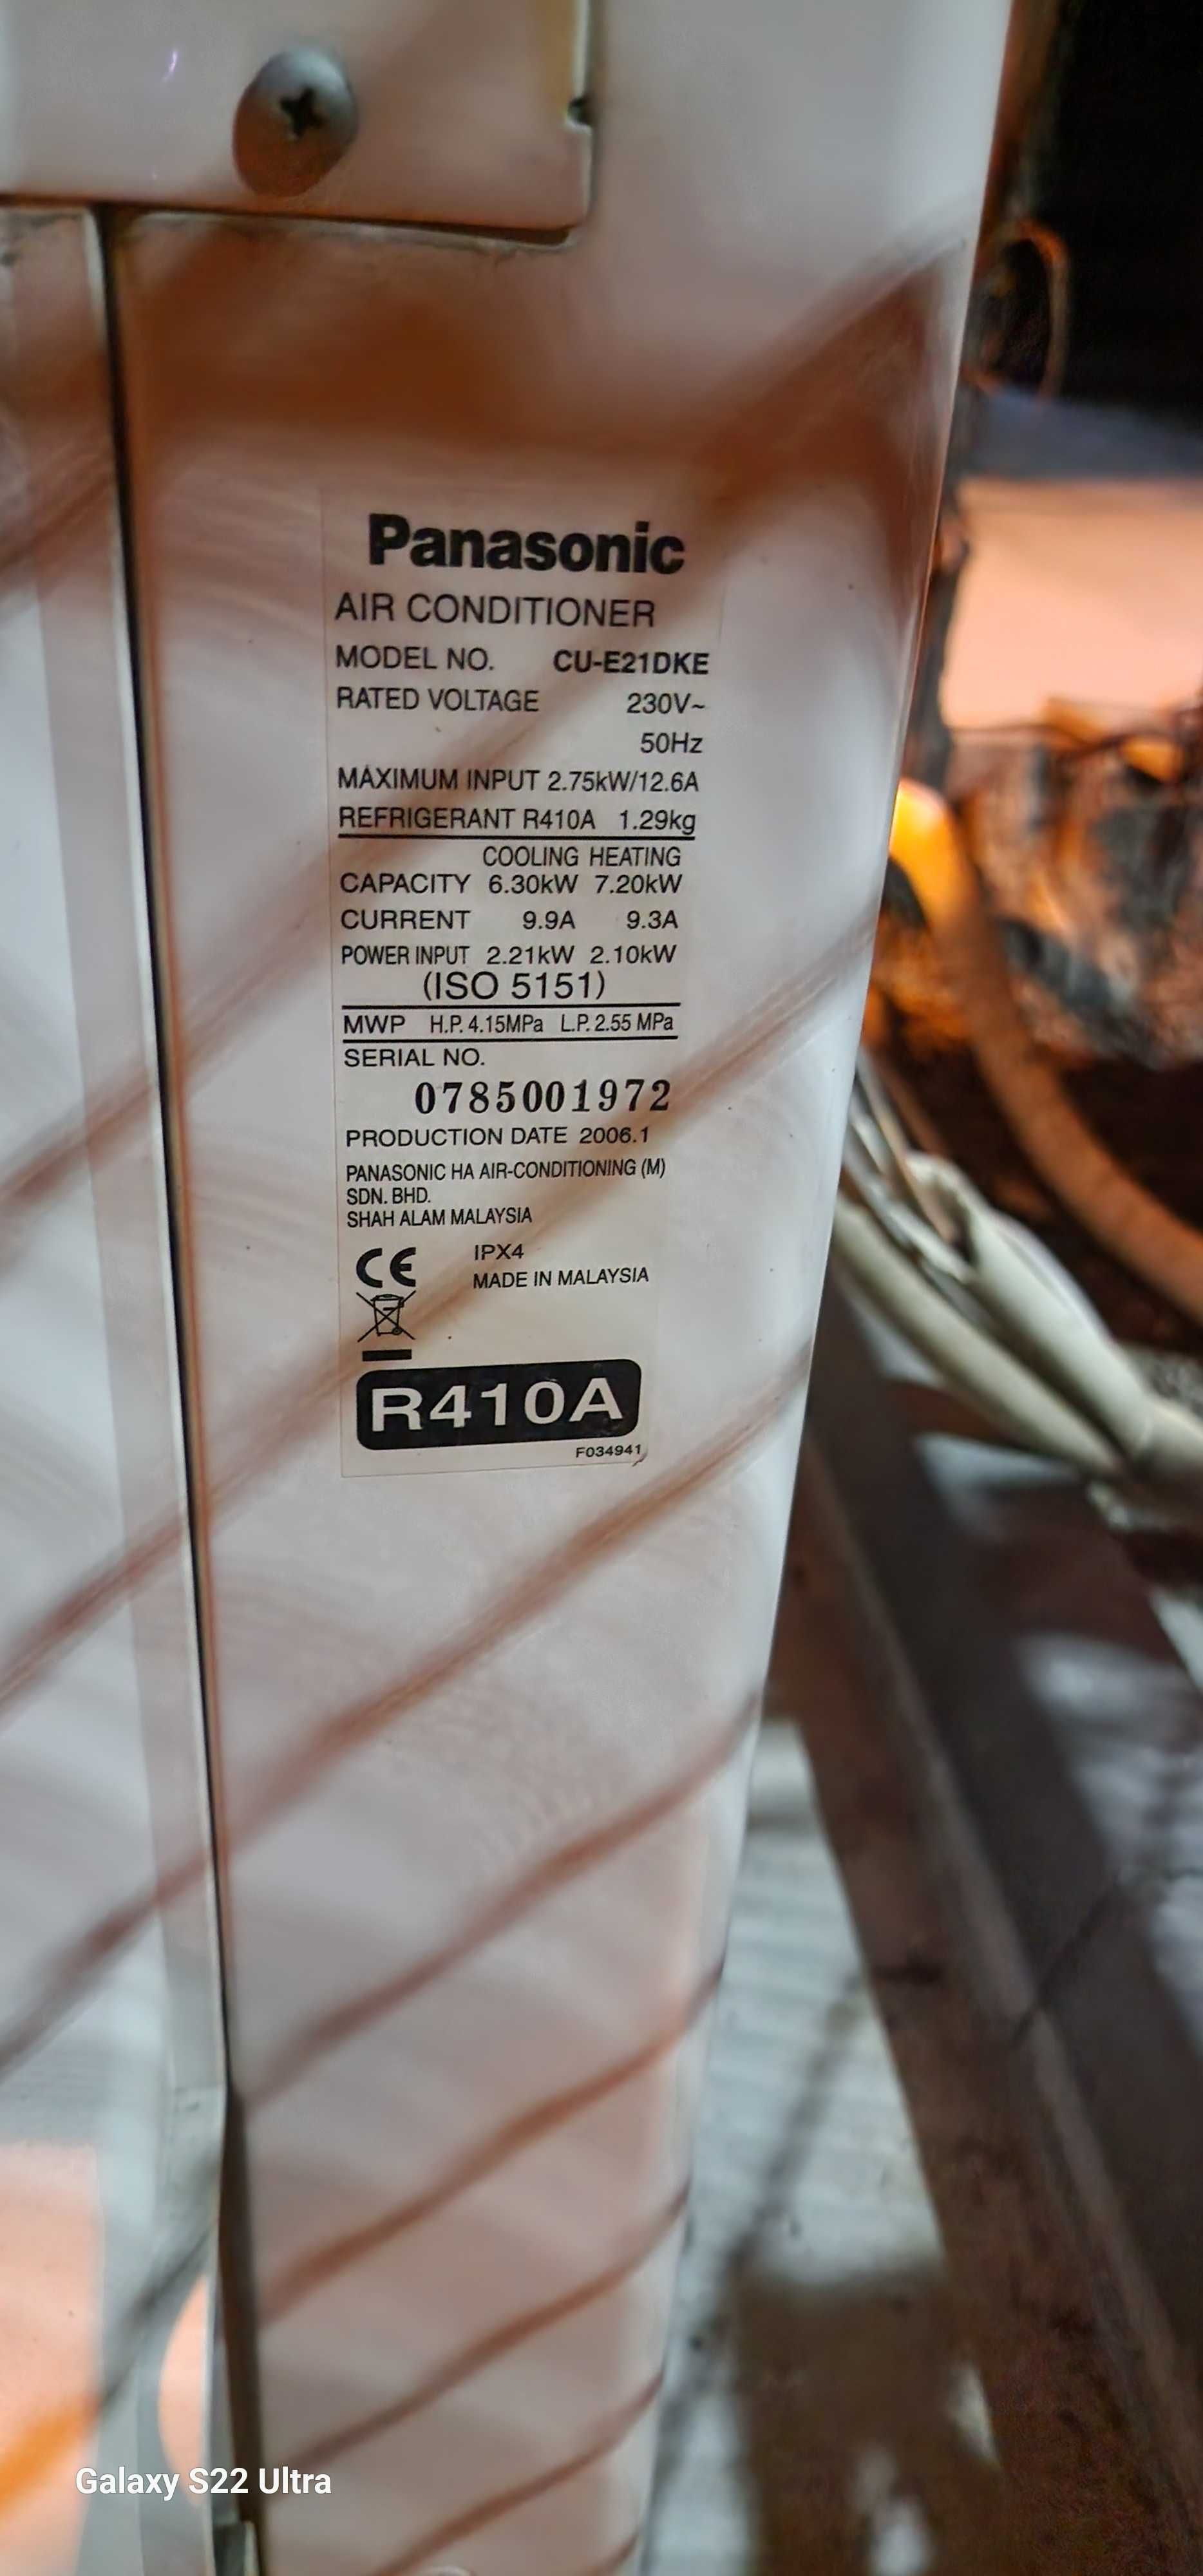 Panasonic
AIR CONDITIONER
MODEL NO. CU-E21DKE
RATED VOLTAGE 230V~
50Hz
MAXIMUM INPUT 2.75kW/12.6A
REFRIGERANT R410A 1.29kg
COOLING HEATING
CAPACITY 6.30kW 7.20kW
CURRENT 9.9A 9.3A
POWER INPUT 2.21kW 2.10kW
(ISO 5151)
MWP H.P. 4.15MPa L.P. 2.55 MPa
SERIAL NO.
0785001972
PRODUCTION DATE 2006.1
PANASONIC HA AIR-CONDITIONING (M)
SDN. BHD.
SHAH ALAM MALAYSIA
CE IPX4
MADE IN MALAYSIA
R410A
F034941
Galaxy S22 Ultra